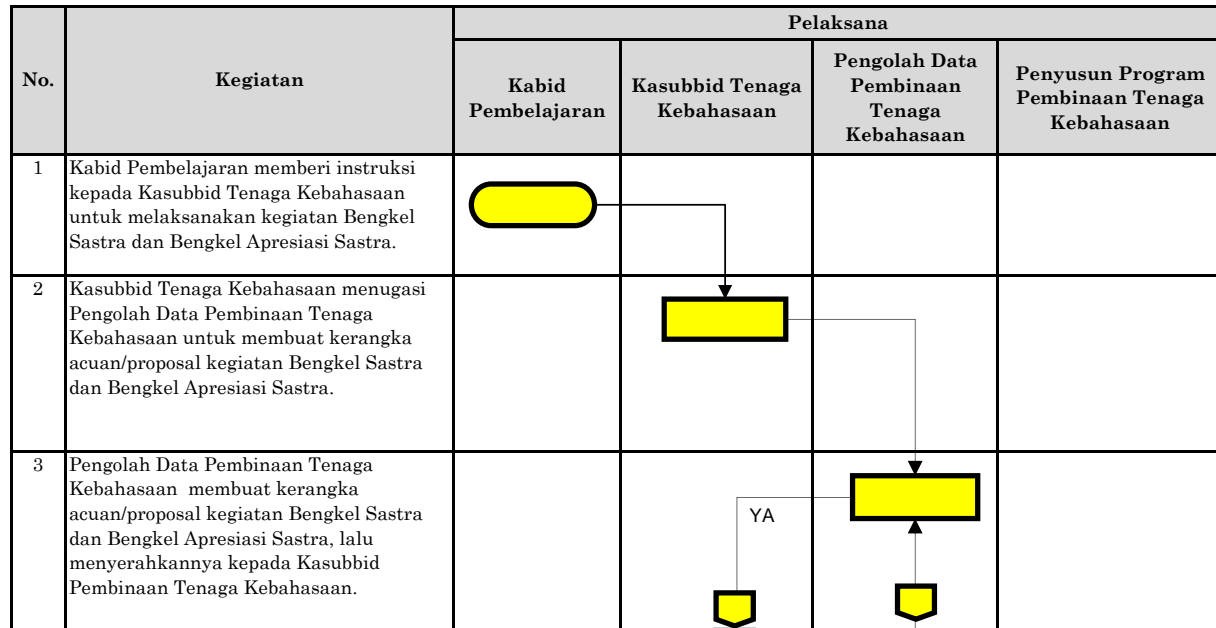 Pelaksana
No.
Kegiatan
Kabid
Pembelajaran
Kasubbid Tenaga
Kebahasaan
Pengolah Data
Pembinaan
Tenaga
Kebahasaan
Penyusun Program
Pembinaan Tenaga
Kebahasaan
1
Kabid Pembelajaran memberi instruksi
kepada Kasubbid Tenaga Kebahasaan
untuk melaksanakan kegiatan Bengkel
Sastra dan Bengkel Apresiasi Sastra.
2
Kasubbid Tenaga Kebahasaan menugasi
Pengolah Data Pembinaan Tenaga
Kebahasaan untuk membuat kerangka
acuan/proposal kegiatan Bengkel Sastra
dan Bengkel Apresiasi Sastra.
3
Pengolah Data Pembinaan Tenaga
Kebahasaan membuat kerangka
acuan/proposal kegiatan Bengkel Sastra
dan Bengkel Apresiasi Sastra, lalu
menyerahkannya kepada Kasubbid
Pembinaan Tenaga Kebahasaan.
YA